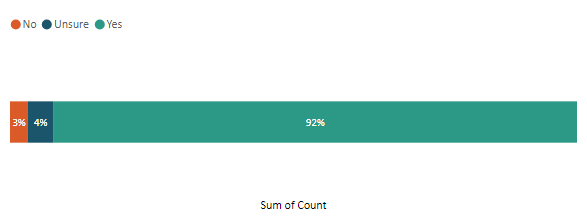 No Unsure Yes
3% 4% 92%
Sum of Count